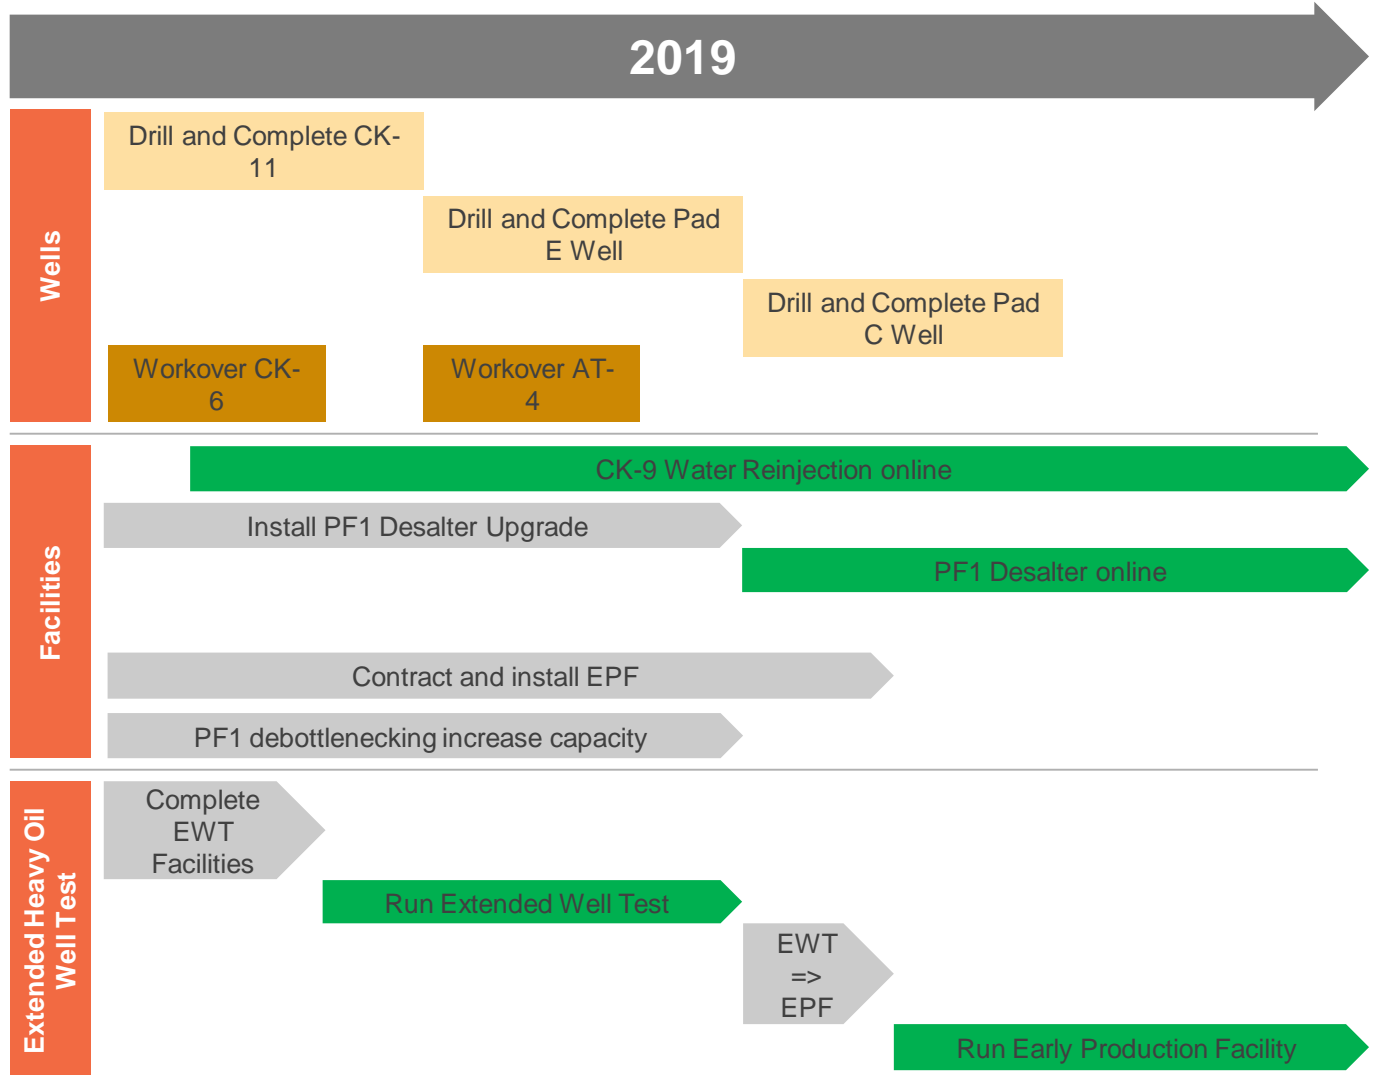 2019
Wells
Drill and Complete CK-
11
Drill and Complete Pad
E Well
Drill and Complete Pad
C Well
Workover CK-
6
Workover AT-
4
Facilities
CK-9 Water Reinjection online
Install PF1 Desalter Upgrade
PF1 Desalter online
Contract and install EPF
PF1 debottlenecking increase capacity
Extended Heavy Oil
Well Test
Complete
EWT
Facilities
Run Extended Well Test
EWT
=>
EPF
Run Early Production Facility